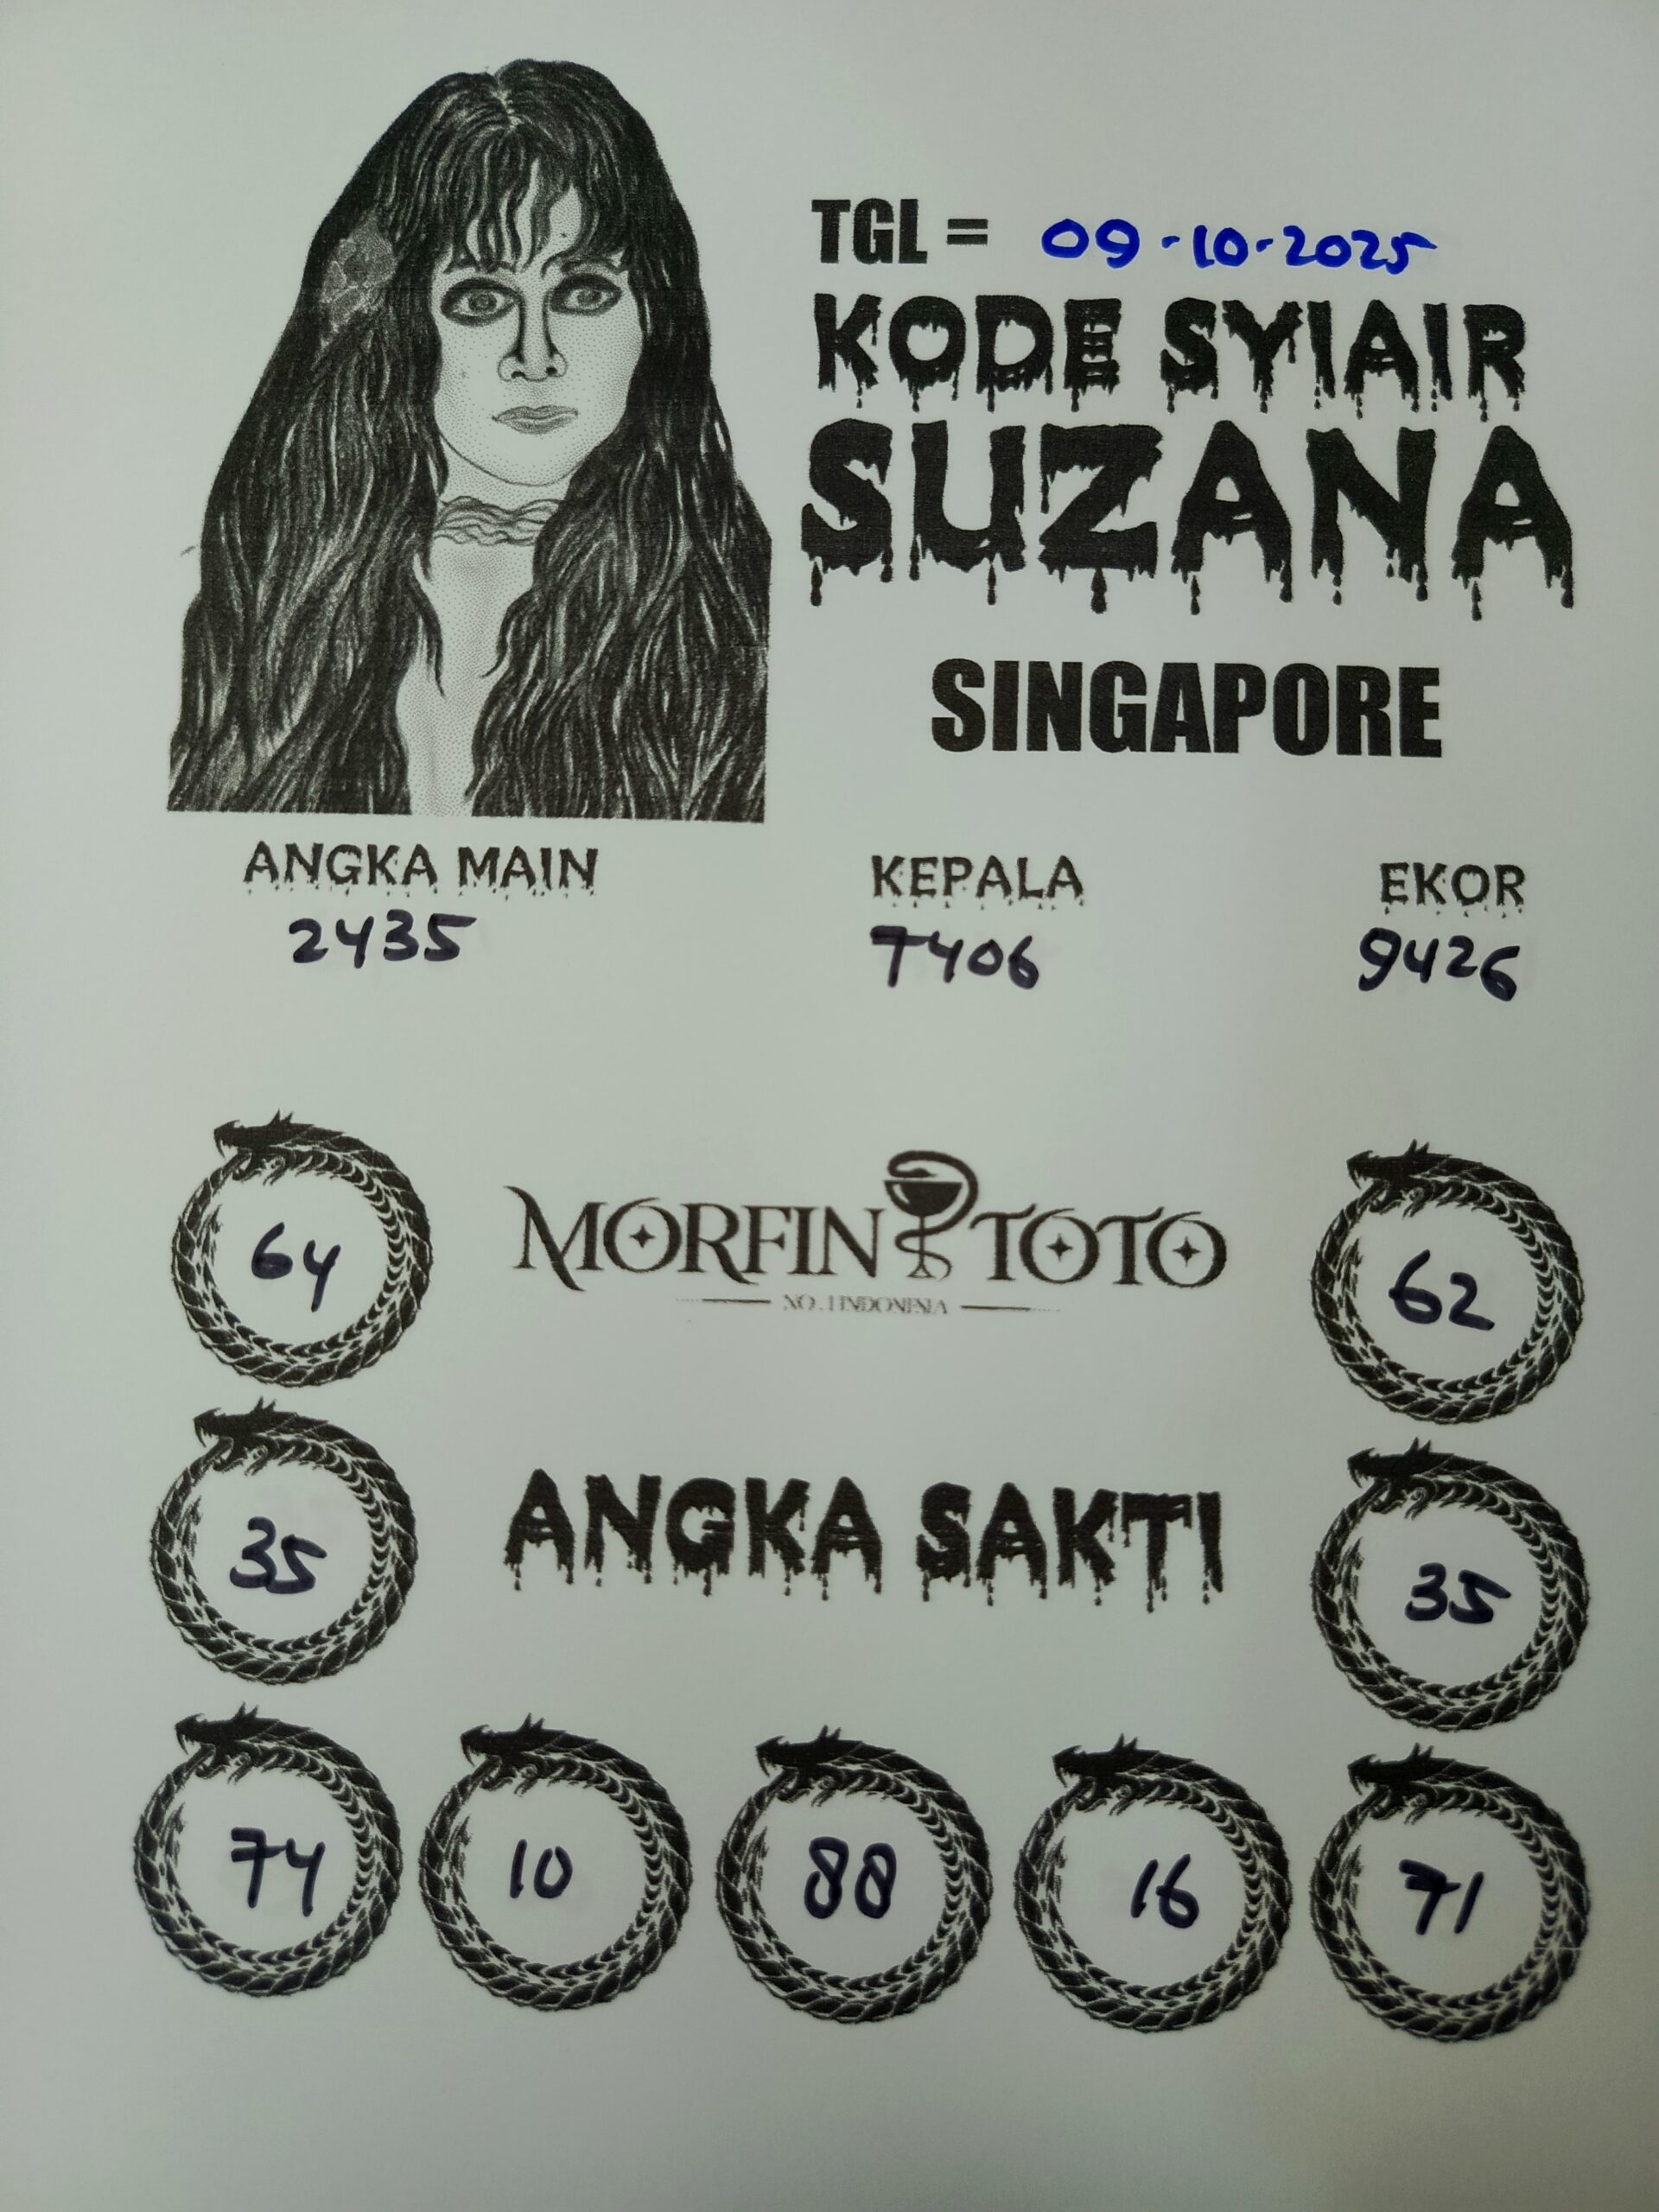 TGL = 09-10-2025
KODE SYIAIR
SUZANA
SINGAPORE
ANGKA MAIN KEPALA EKOR
2435 7406 9426
64 MORFIN TOTO 62
NO.1 INDONESIA
35 ANGKA SAKTI 35
74 10 88 16 71